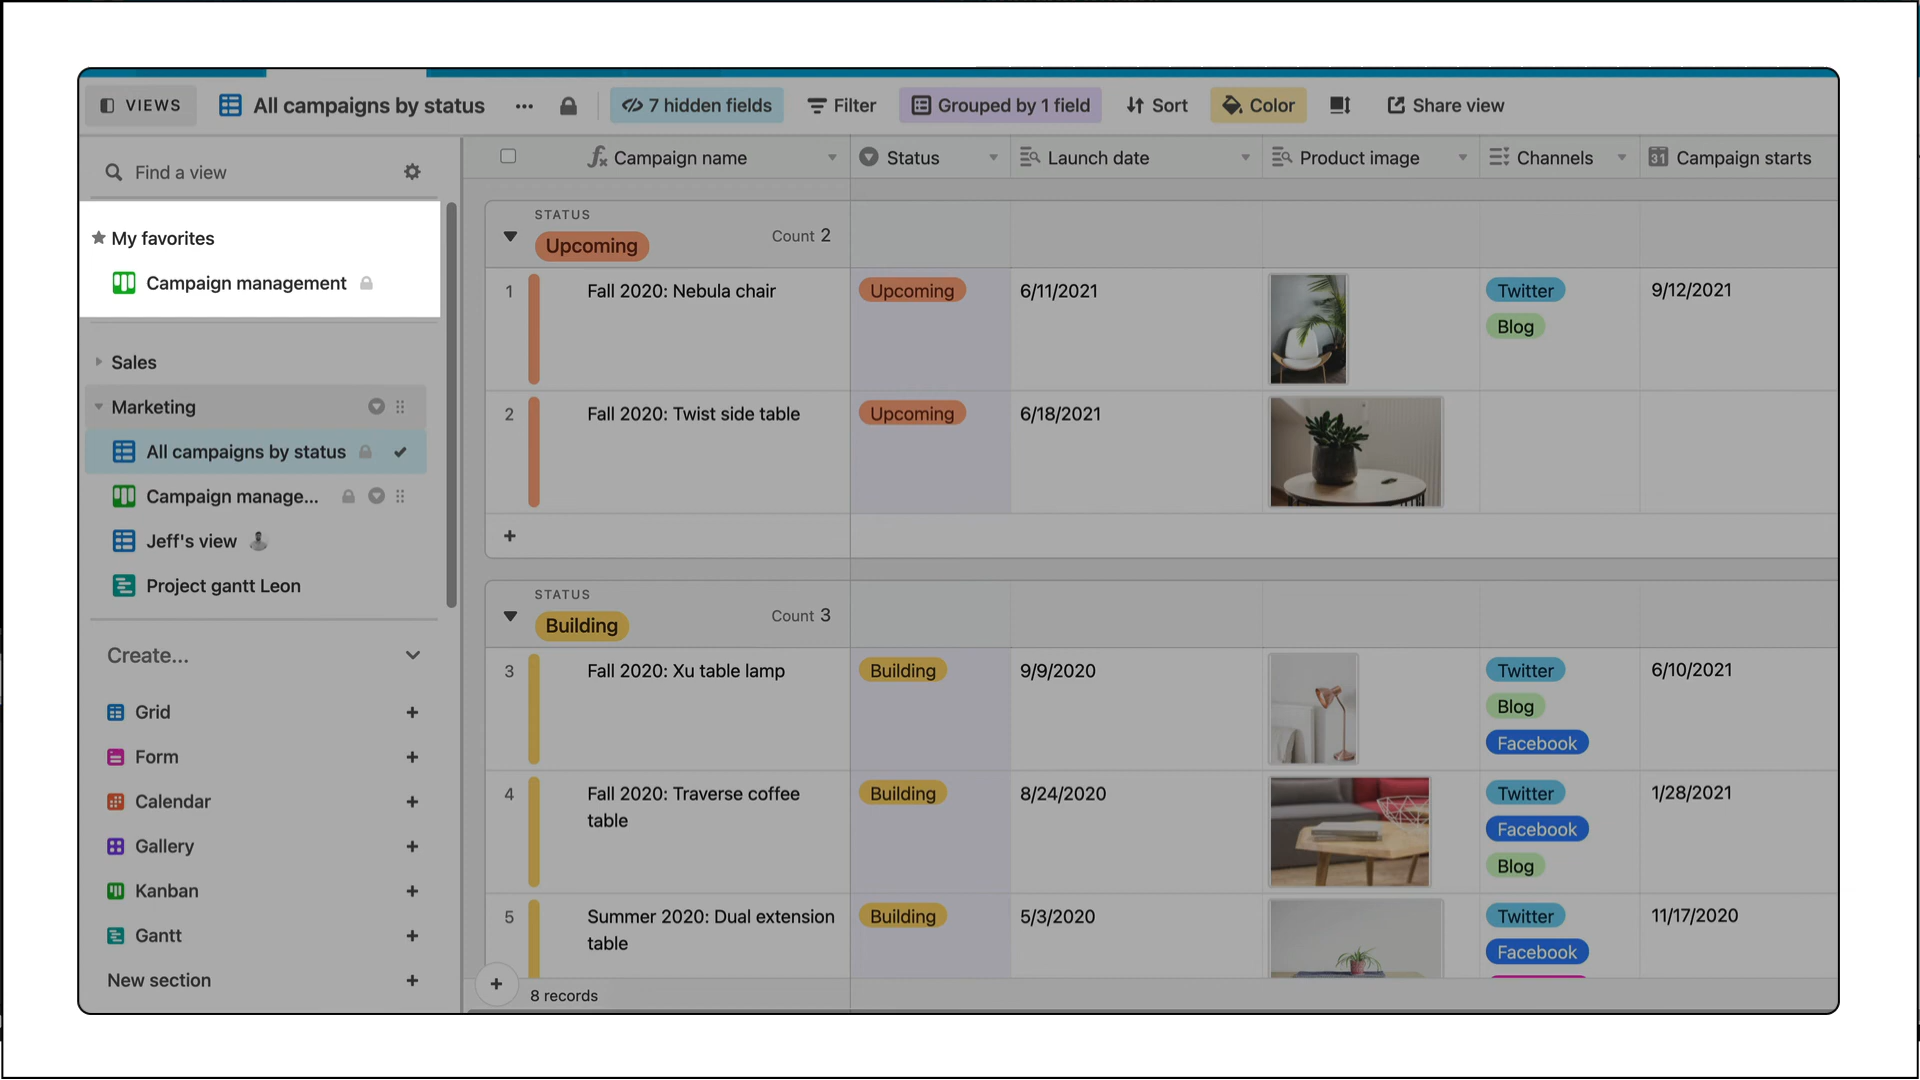 VIEWS
All campaigns by status
7 hidden fields
Filter
Grouped by 1 field
Sort
Color
Share view
Find a view
My favorites
Campaign management
Sales
Marketing
All campaigns by status
Campaign manage...
Jeff's view
Project gantt Leon
Create...
Grid
Form
Calendar
Gallery
Kanban
Gantt
New section
Campaign name
Status
Launch date
Product image
Channels
31
Campaign starts
STATUS
Upcoming
Count 2
1
Fall 2020: Nebula chair
Upcoming
6/11/2021
Twitter
Blog
9/12/2021
2
Fall 2020: Twist side table
Upcoming
6/18/2021
STATUS
Building
Count 3
3
Fall 2020: Xu table lamp
Building
9/9/2020
Twitter
Blog
Facebook
6/10/2021
4
Fall 2020: Traverse coffee
table
Building
8/24/2020
Twitter
Facebook
Blog
1/28/2021
5
Summer 2020: Dual extension
table
Building
5/3/2020
Twitter
Facebook
11/17/2020
8 records